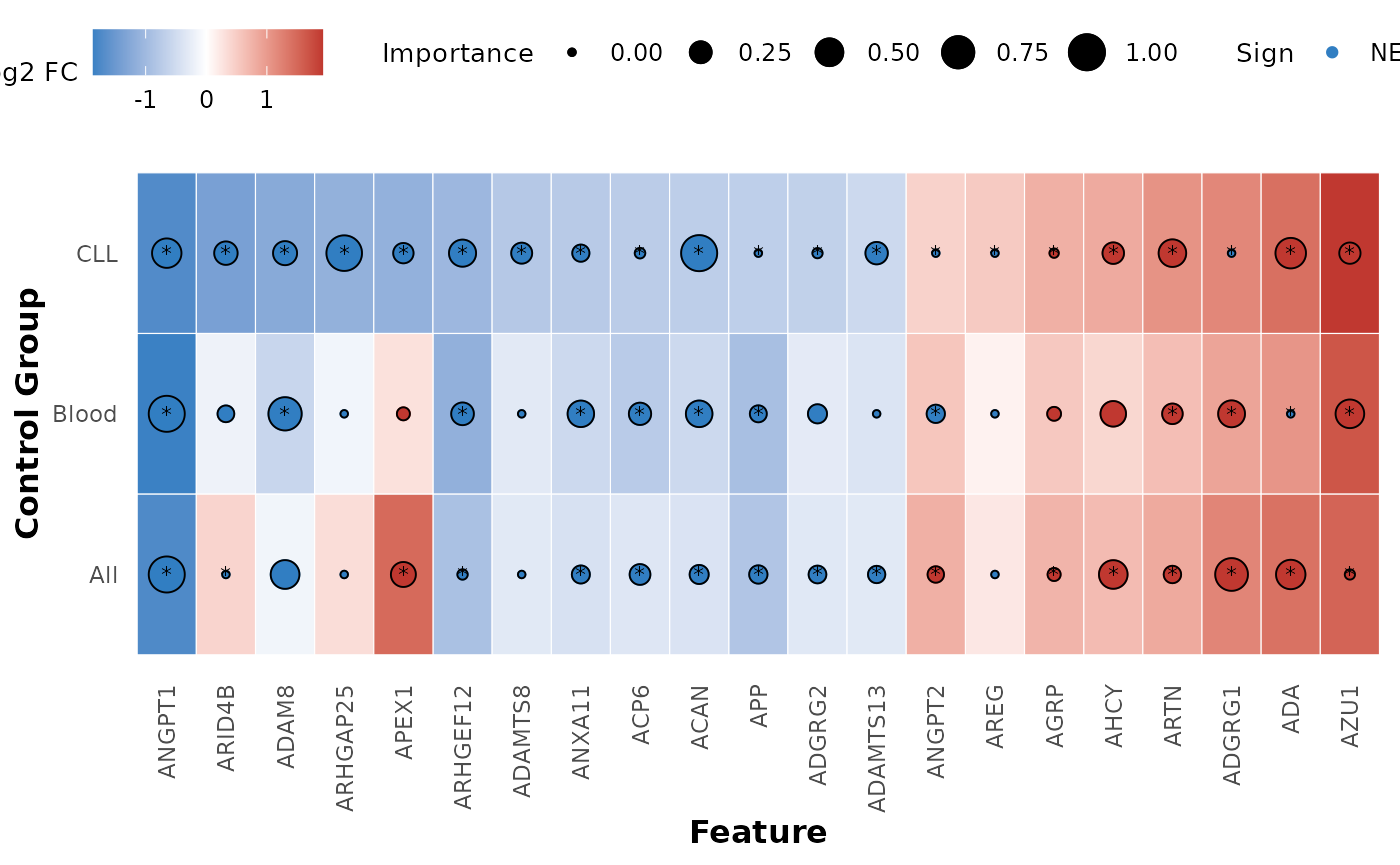 g2 FC
-1 0 1
Importance 0.00 0.25 0.50 0.75 1.00
Sign NE
Control Group
CLL
Blood
All
ANGPT1 ARID4B ADAM8 ARHGAP25 APEX1 ARHGEF12 ADAMTS8 ANXA11 ACP6 ACAN APP ADGRG2 ADAMTS13 ANGPT2 AREG AGRP AHCY ARTN ADGRG1 ADA AZU1
Feature